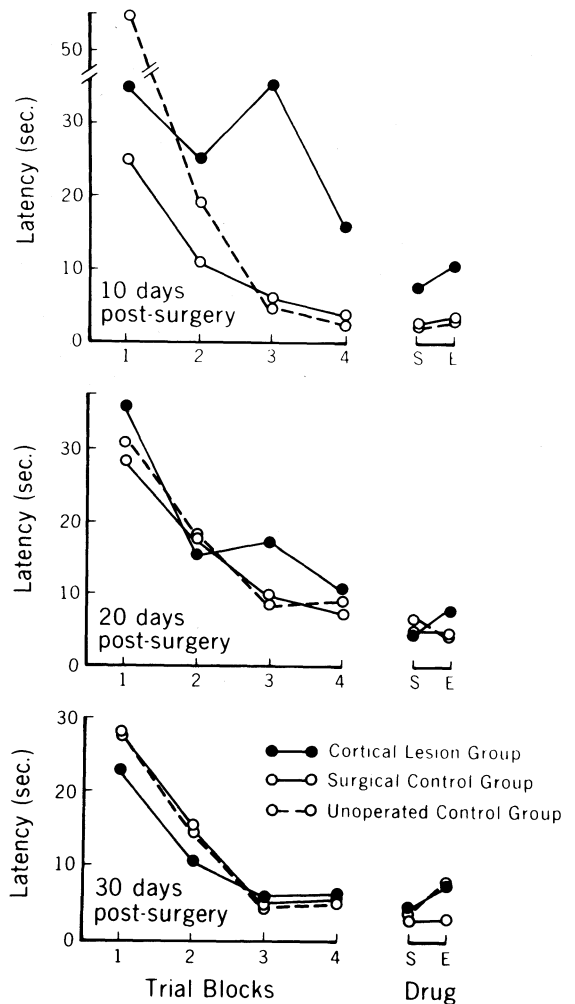 50
30
20
10
0
Latency (sec.)
10 days
post-surgery
1 2 3 4 S E
30
20
10
0
Latency (sec.)
20 days
post-surgery
1 2 3 4 S E
30
20
10
0
Latency (sec.)
Cortical Lesion Group
Surgical Control Group
Unoperated Control Group
30 days
post-surgery
1 2 3 4 S E
Trial Blocks Drug